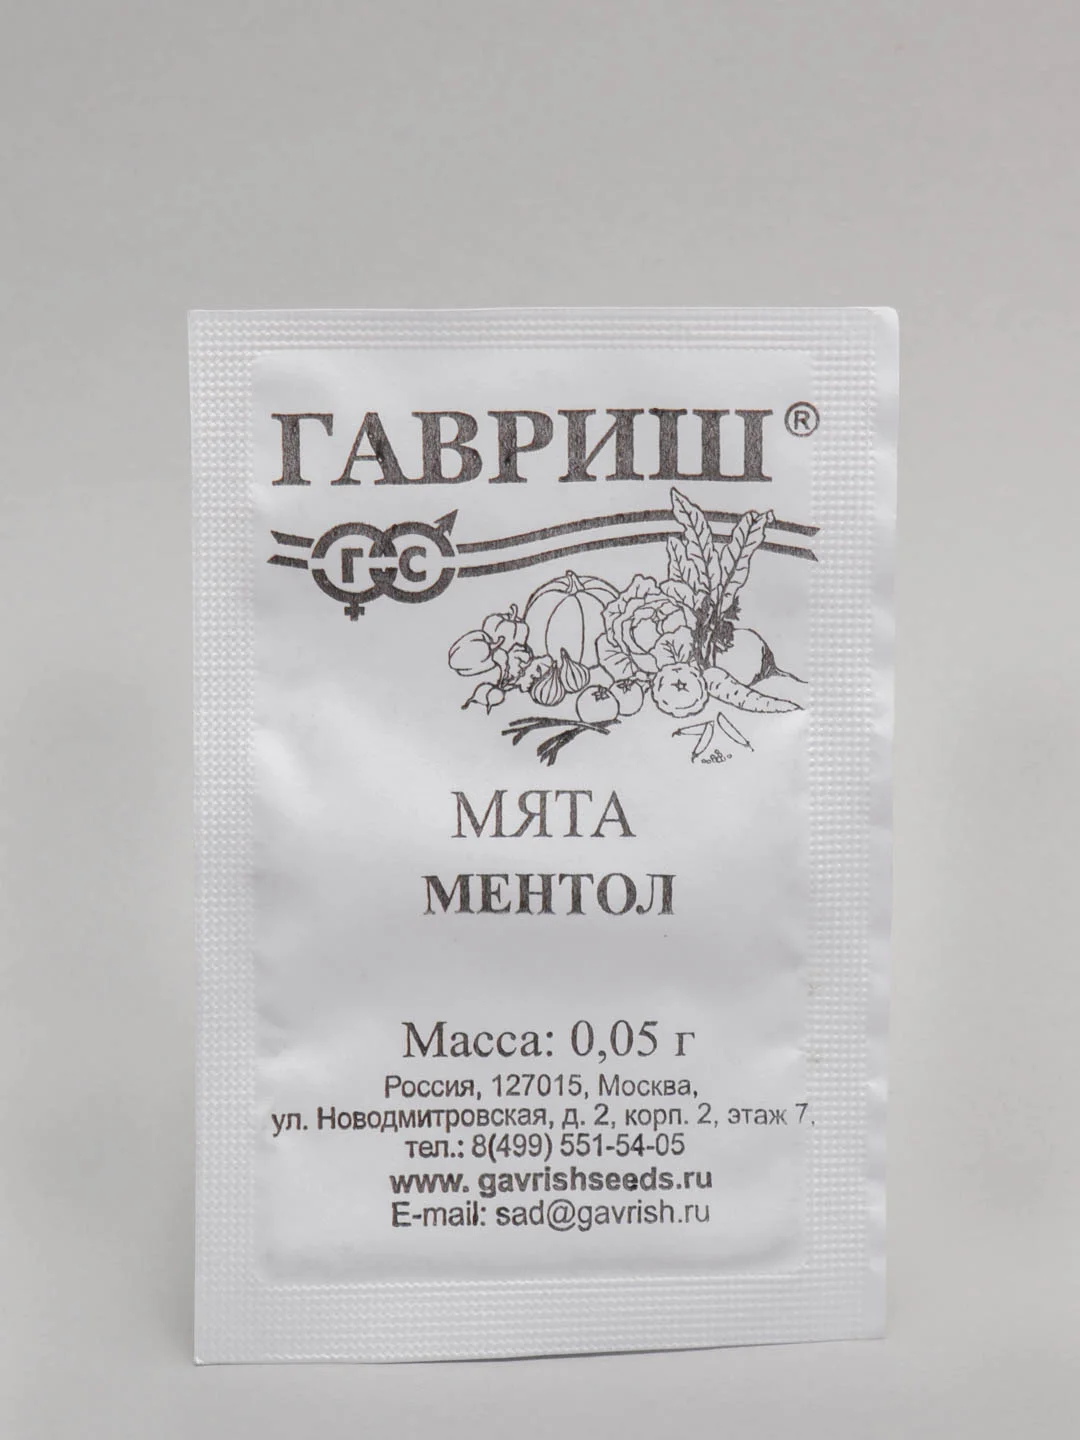 ГАВРИШ®
ГС
МЯТА
МЕНТОЛ
Масса: 0,05 г
Россия, 127015, Москва,
ул. Новодмитровская, д. 2, корп. 2, этаж 7,
тел.: 8(499) 551-54-05
www. gavrishseeds.ru
E-mail: sad@gavrish.ru